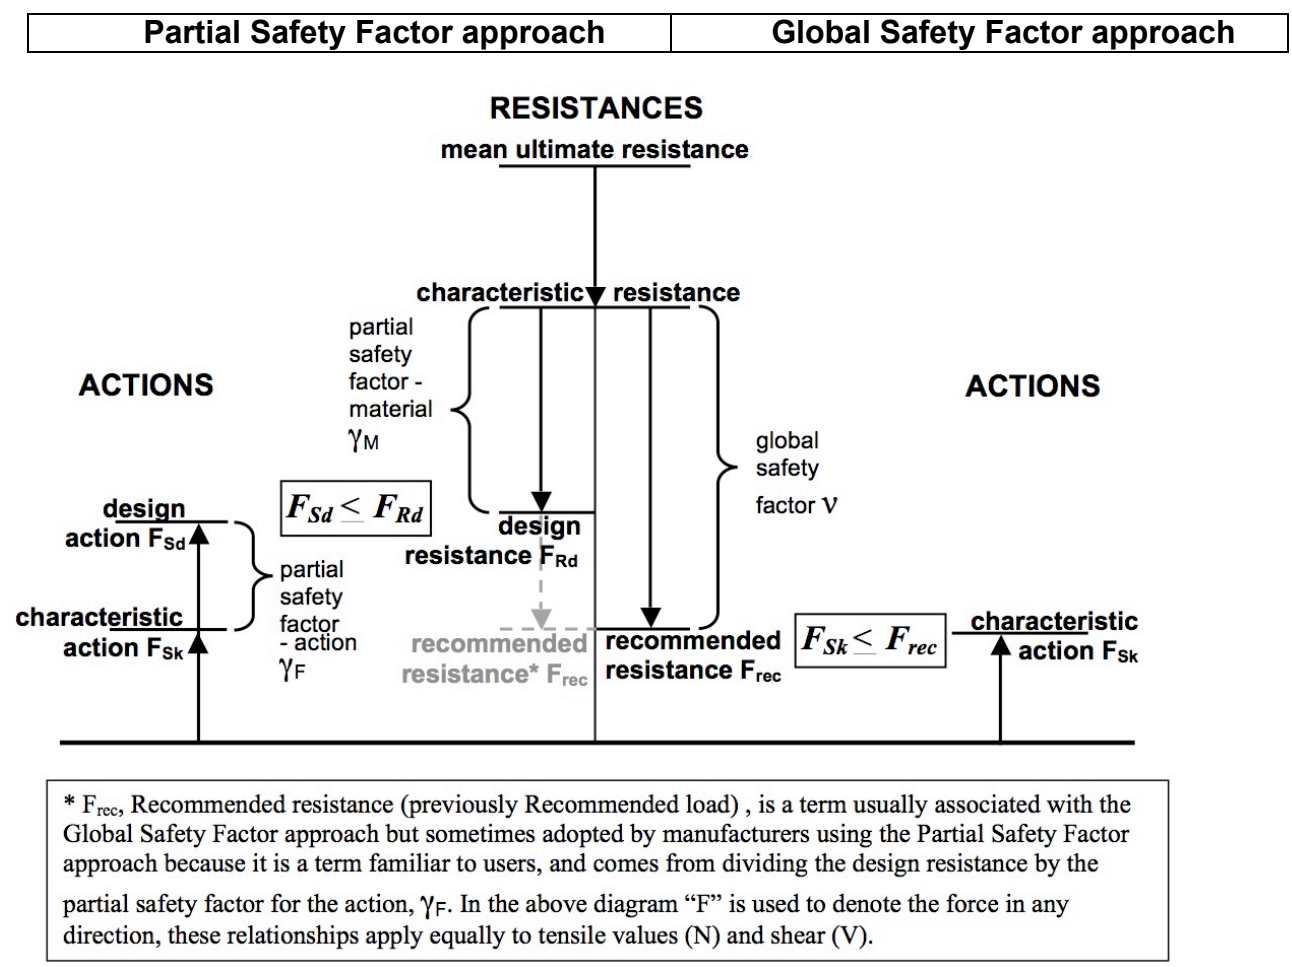 Partial Safety Factor approach
Global Safety Factor approach
RESISTANCES
mean ultimate resistance
characteristic resistance
partial
safety
factor -
material
γM
ACTIONS
ACTIONS
global
safety
factor ν
design
action FSd
FSd ≤ FRd
design
resistance FRd
partial
safety
factor
- action
γF
characteristic
action FSk
recommended
resistance* Frec
recommended
resistance Frec
FSk ≤ Frec
characteristic
action FSk
* Frec, Recommended resistance (previously Recommended load) , is a term usually associated with the
Global Safety Factor approach but sometimes adopted by manufacturers using the Partial Safety Factor
approach because it is a term familiar to users, and comes from dividing the design resistance by the
partial safety factor for the action, γF. In the above diagram “F” is used to denote the force in any
direction, these relationships apply equally to tensile values (N) and shear (V).